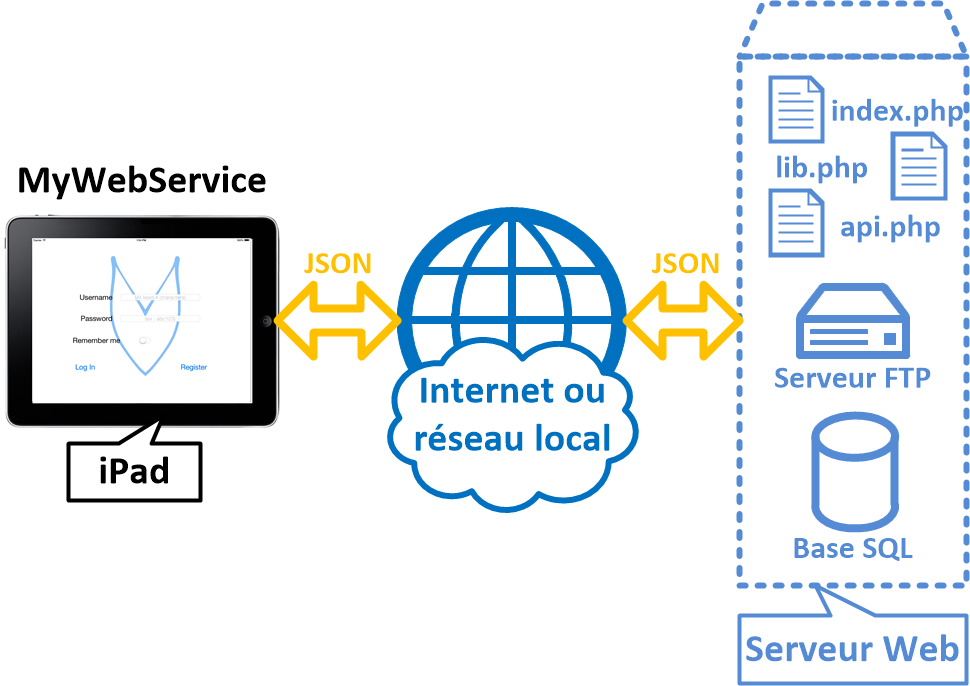 MyWebService
Username
Password
Remember me
Log In
Register
iPad
JSON
Internet ou
réseau local
JSON
index.php
lib.php
api.php
Serveur FTP
Base SQL
Serveur Web